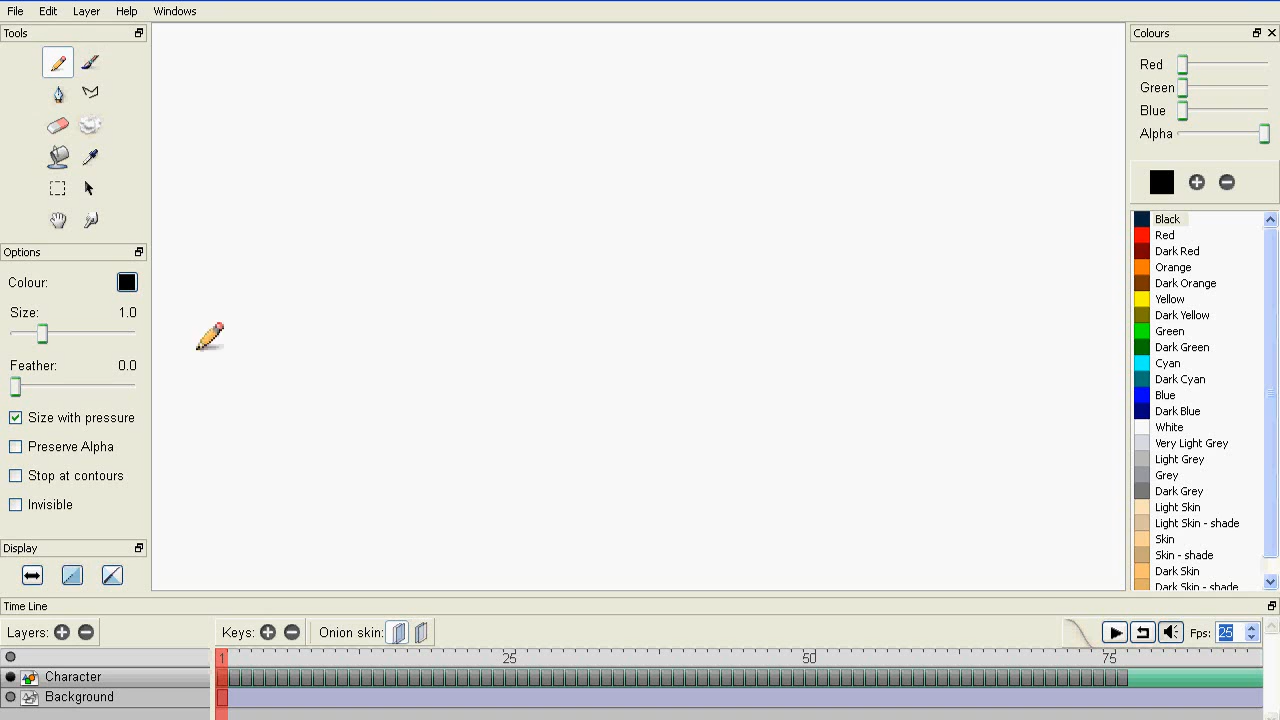 File Edit Layer Help Windows
Tools
Options
Colour:
Size: 1.0
Feather: 0.0
Size with pressure
Preserve Alpha
Stop at contours
Invisible
Display
Colours
Red
Green
Blue
Alpha
Black
Red
Dark Red
Orange
Dark Orange
Yellow
Dark Yellow
Green
Dark Green
Cyan
Dark Cyan
Blue
Dark Blue
White
Very Light Grey
Light Grey
Grey
Dark Grey
Light Skin
Light Skin - shade
Skin
Skin - shade
Dark Skin
Dark Skin - shade
Time Line
Layers: Keys: Onion skin: Fps: 25
1 25 50 75
Character
Background